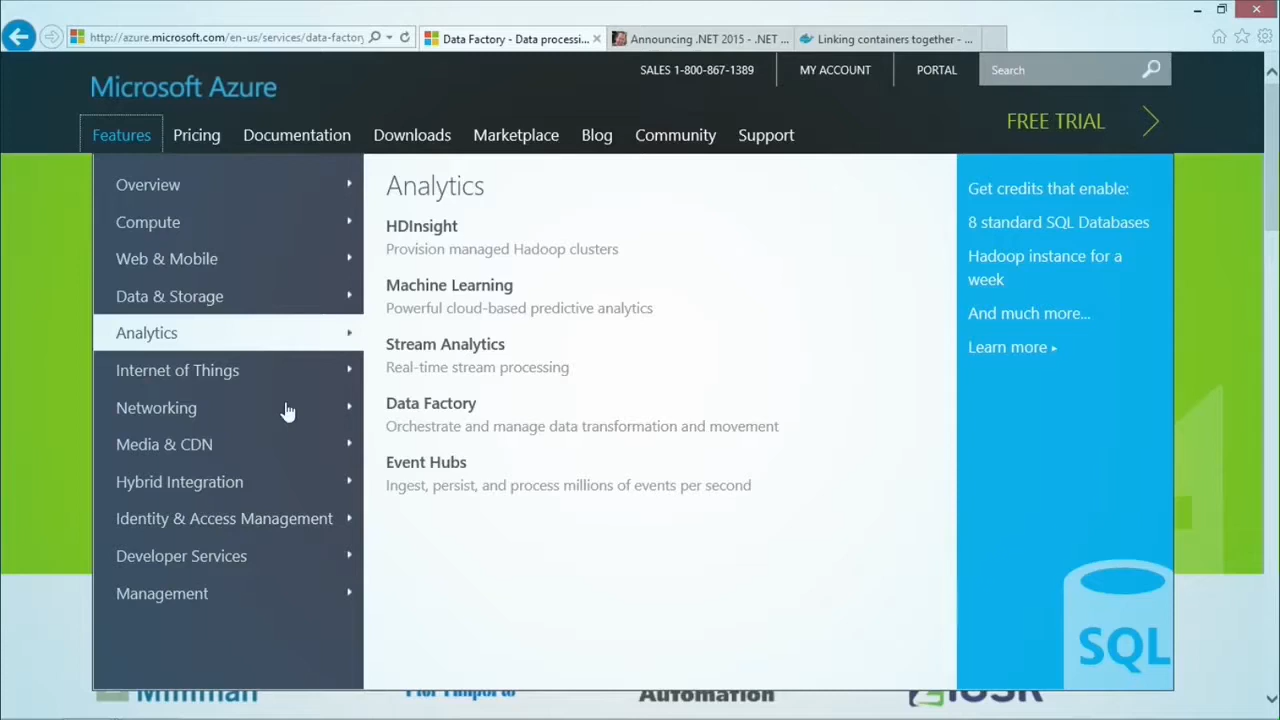 http://azure.microsoft.com/en-us/services/data-factory
Data Factory - Data processi...
Announcing .NET 2015 - .NET ...
Linking containers together - ...
SALES 1-800-867-1389
MY ACCOUNT
PORTAL
Search
Microsoft Azure
FREE TRIAL
Features
Pricing
Documentation
Downloads
Marketplace
Blog
Community
Support
Overview
Compute
Web & Mobile
Data & Storage
Analytics
Internet of Things
Networking
Media & CDN
Hybrid Integration
Identity & Access Management
Developer Services
Management
Analytics
HDInsight
Provision managed Hadoop clusters
Machine Learning
Powerful cloud-based predictive analytics
Stream Analytics
Real-time stream processing
Data Factory
Orchestrate and manage data transformation and movement
Event Hubs
Ingest, persist, and process millions of events per second
Get credits that enable:
8 standard SQL Databases
Hadoop instance for a
week
And much more...
Learn more
SQL
Automation